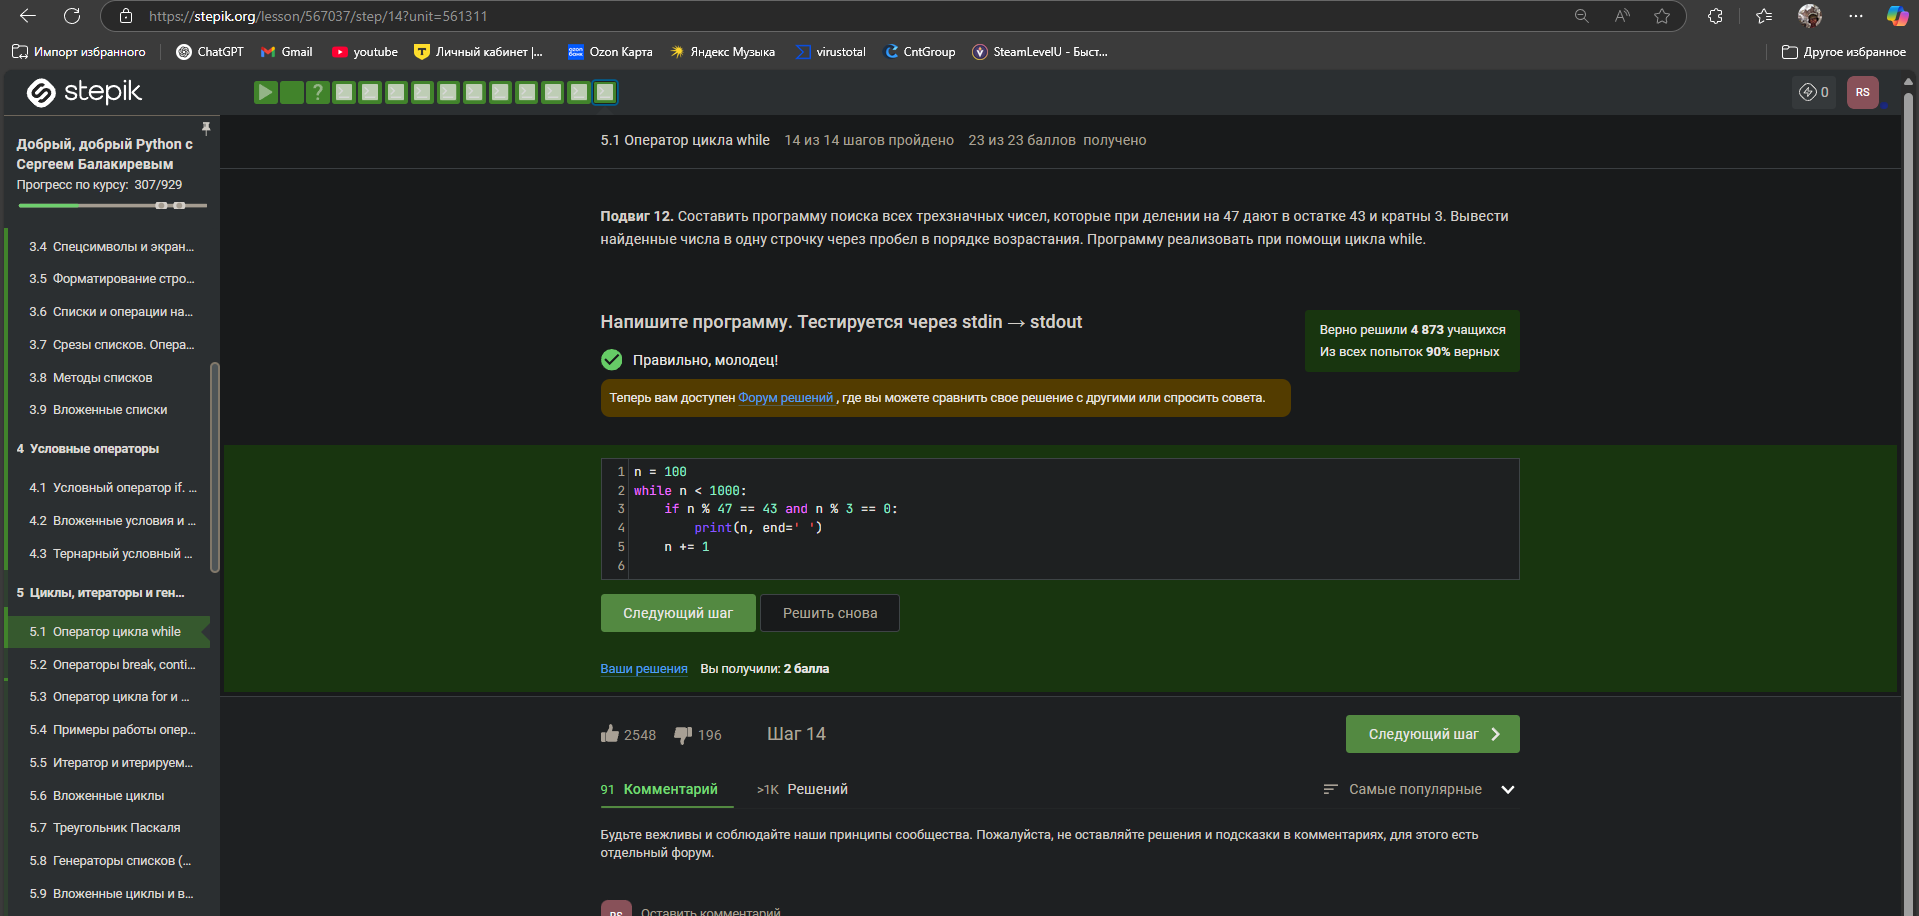 https://stepik.org/lesson/567037/step/14?unit=561311
Импорт избранного
ChatGPT
Gmail
youtube
Личный кабинет |...
Ozon Карта
Яндекс Музыка
virustotal
CntGroup
SteamLevelU - Быст...
Другое избранное
stepik
?
0
RS
Добрый, добрый Python с
Сергеем Балакиревым
Прогресс по курсу: 307/929
3.4 Спецсимволы и экран...
3.5 Форматирование стро...
3.6 Списки и операции на...
3.7 Срезы списков. Опера...
3.8 Методы списков
3.9 Вложенные списки
4 Условные операторы
4.1 Условный оператор if. ...
4.2 Вложенные условия и ...
4.3 Тернарный условный ...
5 Циклы, итераторы и ген...
5.1 Оператор цикла while
5.2 Операторы break, conti...
5.3 Оператор цикла for и ...
5.4 Примеры работы опер...
5.5 Итератор и итерируем...
5.6 Вложенные циклы
5.7 Треугольник Паскаля
5.8 Генераторы списков (...
5.9 Вложенные циклы и в...
5.1 Оператор цикла while 14 из 14 шагов пройдено 23 из 23 баллов получено
Подвиг 12. Составить программу поиска всех трехзначных чисел, которые при делении на 47 дают в остатке 43 и кратны 3. Вывести
найденные числа в одну строчку через пробел в порядке возрастания. Программу реализовать при помощи цикла while.
Напишите программу. Тестируется через stdin → stdout
Верно решили 4 873 учащихся
Из всех попыток 90% верных
Правильно, молодец!
Теперь вам доступен Форум решений , где вы можете сравнить свое решение с другими или спросить совета.
1 n = 100
2 while n < 1000:
3     if n % 47 == 43 and n % 3 == 0:
4         print(n, end=' ')
5     n += 1
6
Следующий шаг
Решить снова
Ваши решения Вы получили: 2 балла
2548
196
Шаг 14
Следующий шаг
91 Комментарий
>1K Решений
Самые популярные
Будьте вежливы и соблюдайте наши принципы сообщества. Пожалуйста, не оставляйте решения и подсказки в комментариях, для этого есть
отдельный форум.
RS
Оставить комментарий